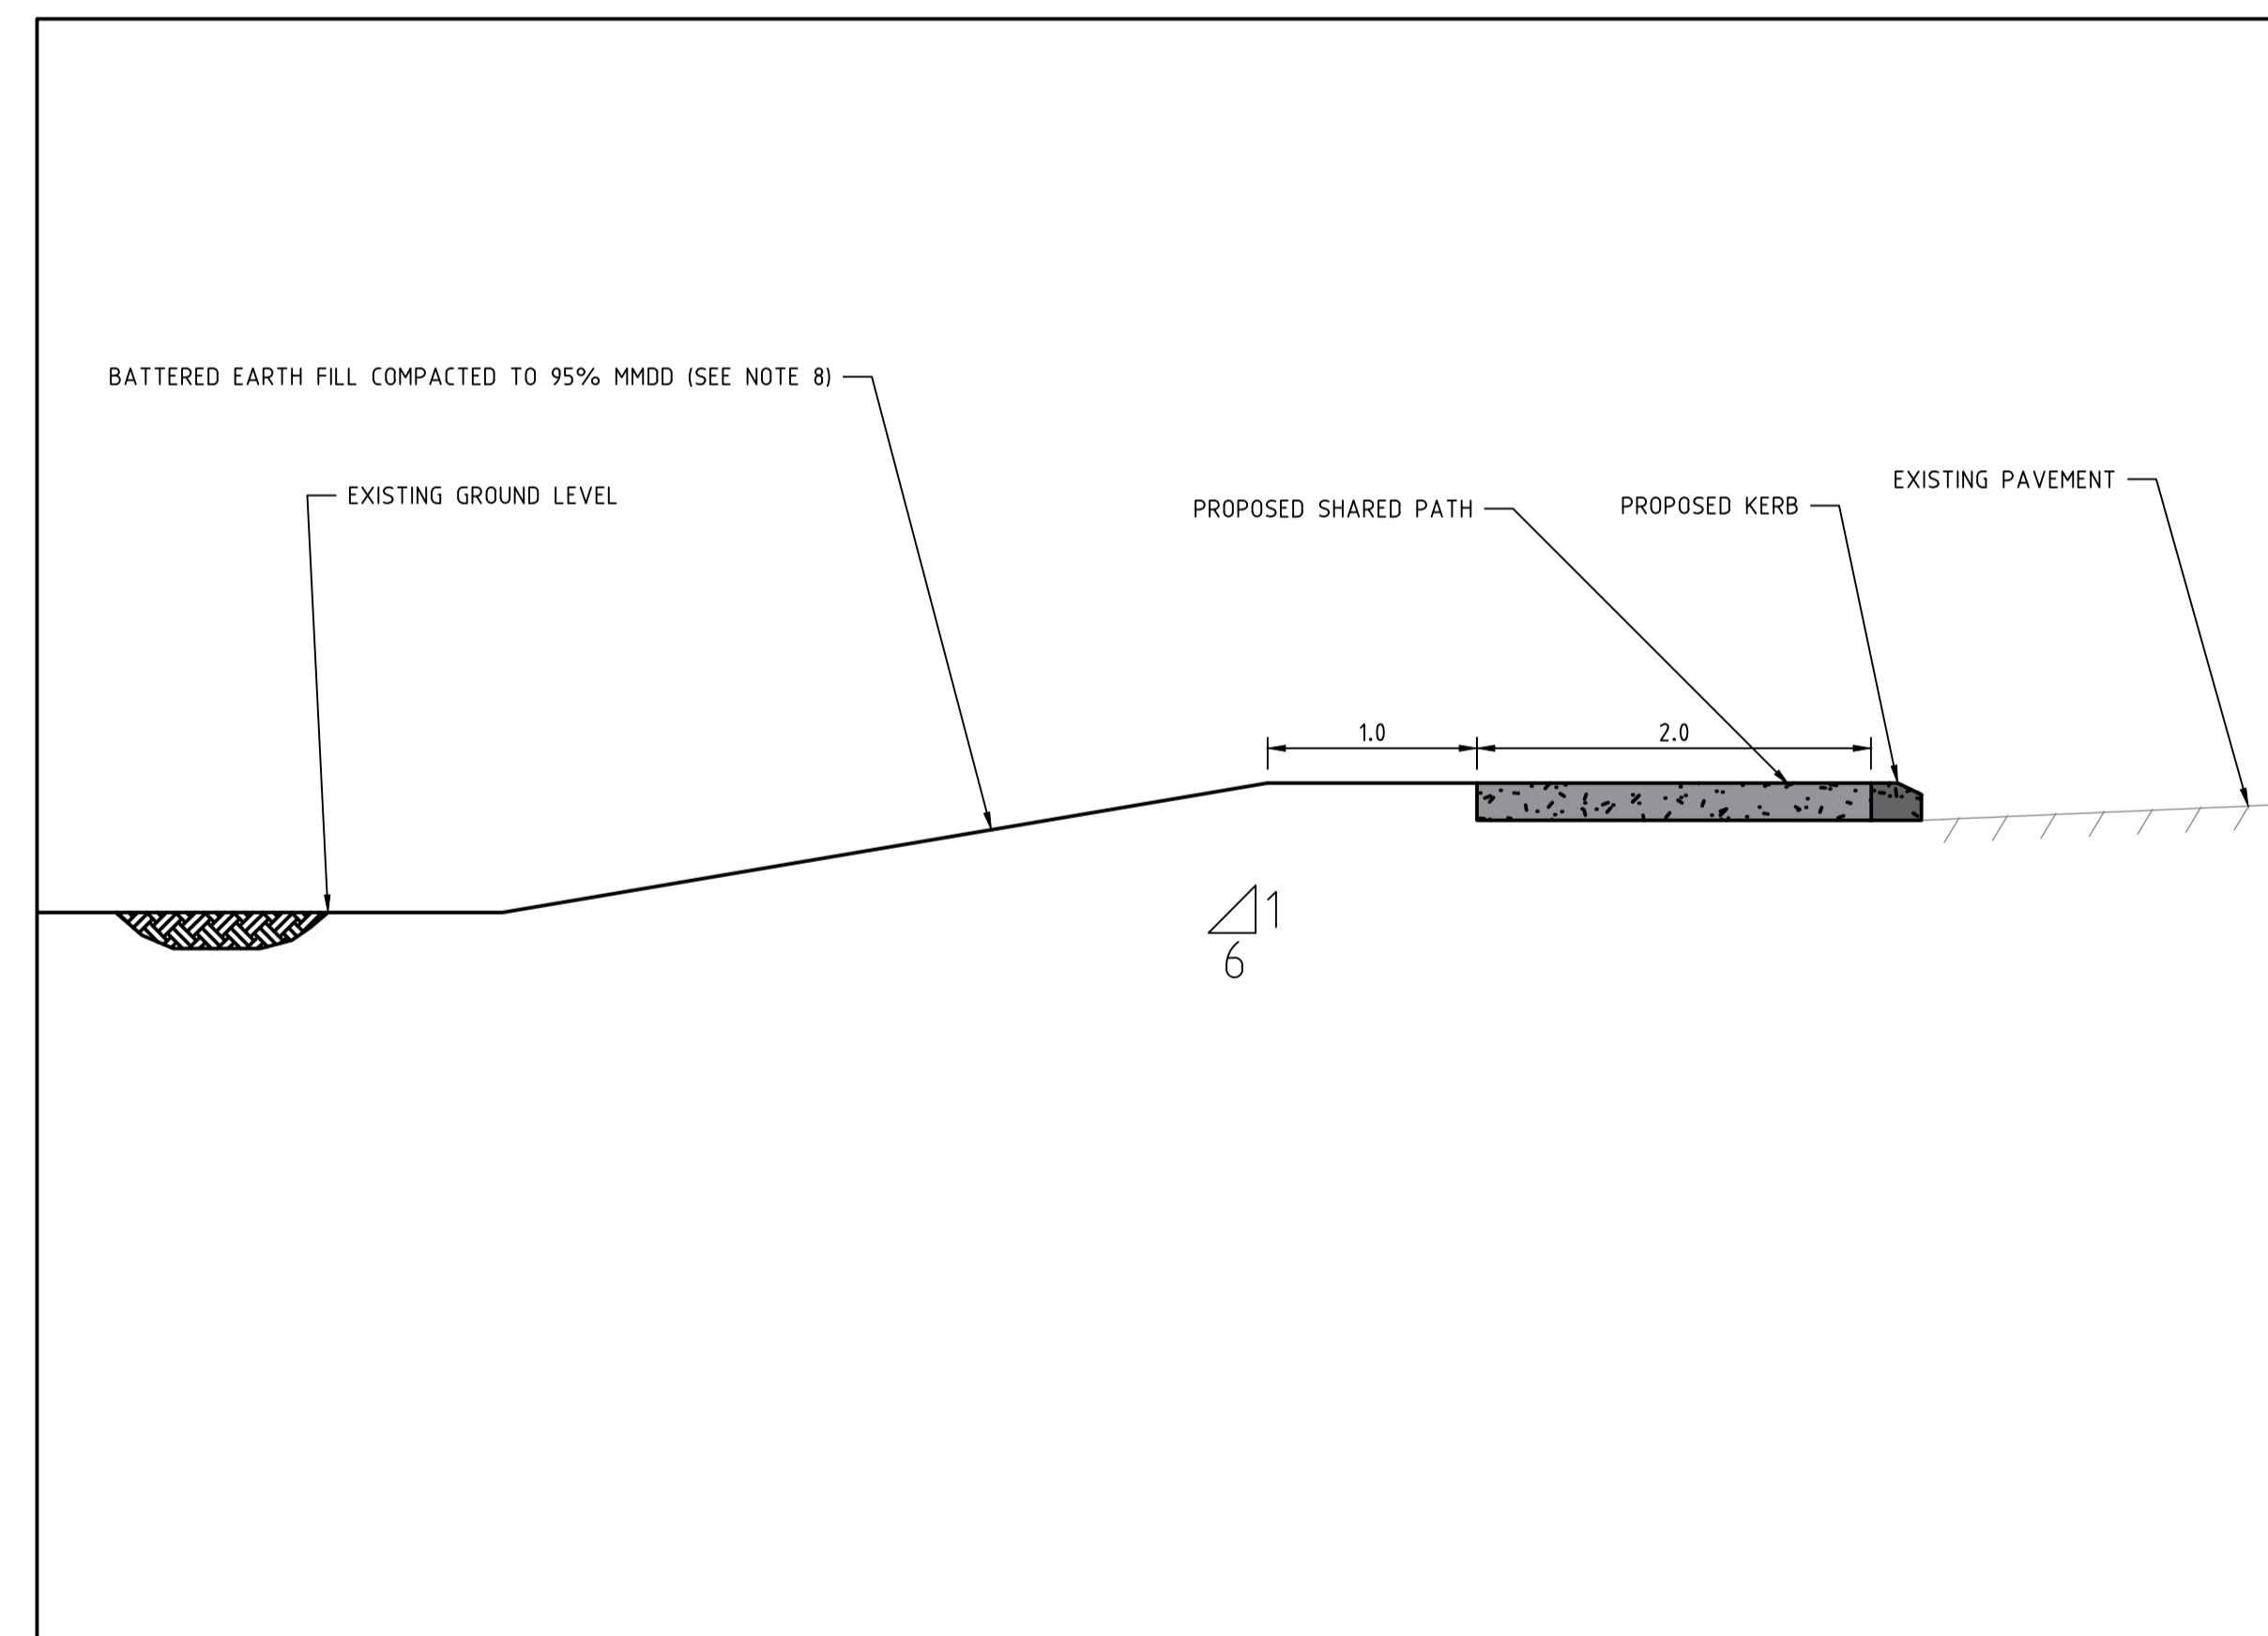 BATTERED EARTH FILL COMPACTED TO 95% MMDD (SEE NOTE 8)
EXISTING PAVEMENT
EXISTING GROUND LEVEL
PROPOSED SHARED PATH
PROPOSED KERB
1.0
2.0
1
6